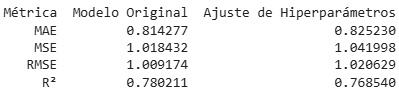 Métrica Modelo Original Ajuste de Hiperparámetros
MAE 0.814277 0.825230
MSE 1.018432 1.041998
RMSE 1.009174 1.020629
R² 0.780211 0.768540